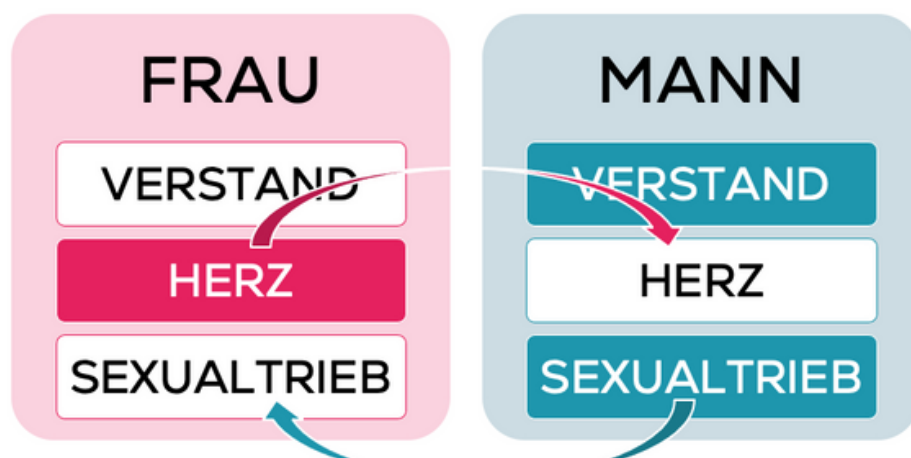 FRAU
VERSTAND
HERZ
SEXUALTRIEB
MANN
VERSTAND
HERZ
SEXUALTRIEB